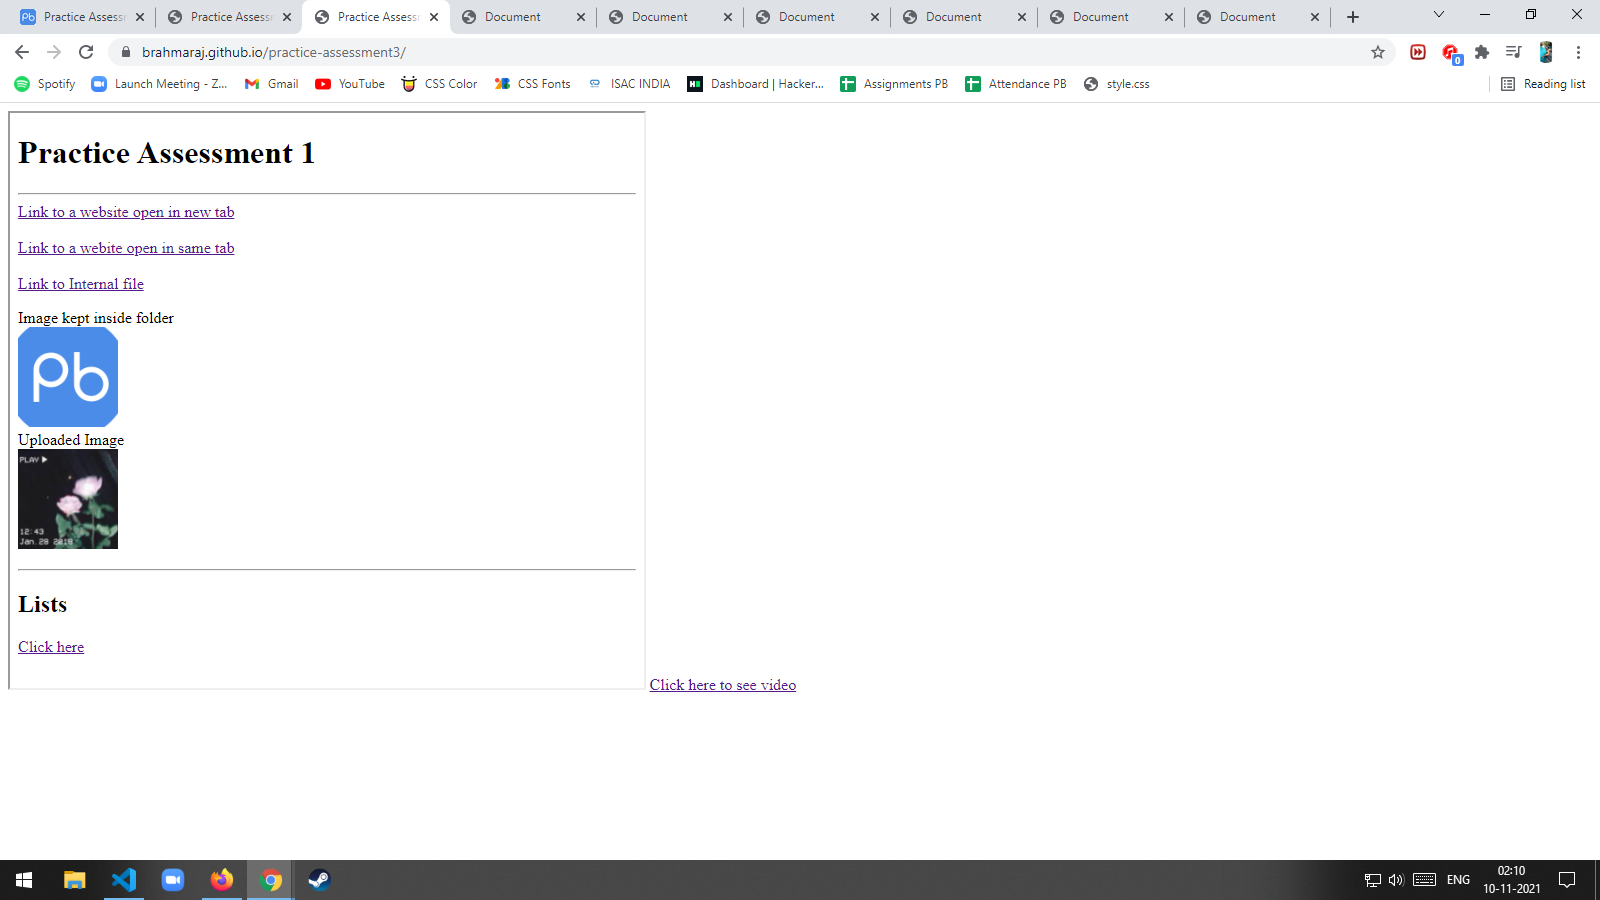 Practice Assessm
Practice Assessm
Practice Assessm
Document
Document
Document
Document
Document
Document
brahmaraj.github.io/practice-assessment3/
0
Spotify
Launch Meeting - Z...
Gmail
YouTube
CSS Color
CSS Fonts
ISAC INDIA
Dashboard | Hacker...
Assignments PB
Attendance PB
style.css
Reading list
Practice Assessment 1
Link to a website open in new tab
Link to a webite open in same tab
Link to Internal file
Image kept inside folder
Pb
Uploaded Image
PLAY
12:43
Jan.28 2018
Lists
Click here
Click here to see video
ENG
02:10
10-11-2021